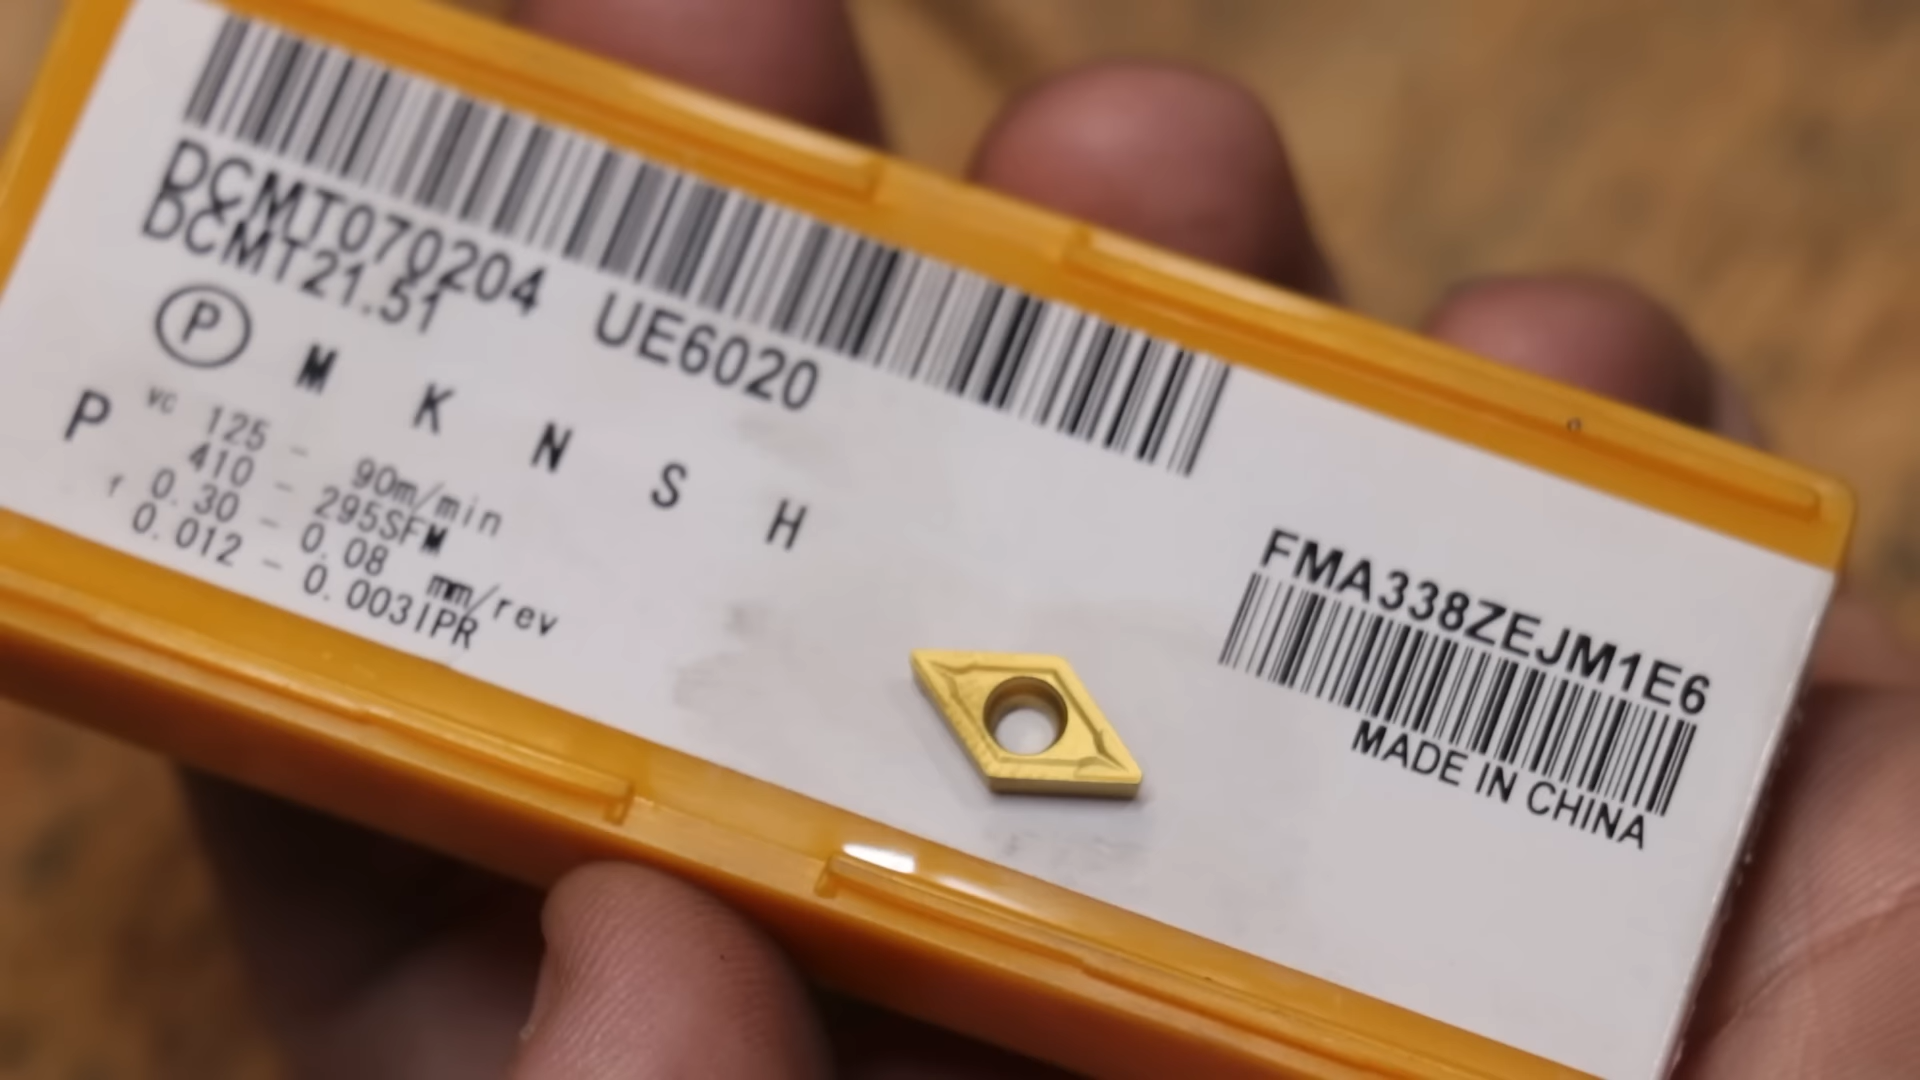 DCMT070204 UE6020
DCMT21.51
P M K N S H
P vc 125 - 90m/min
410 - 295SFM
f 0.30 - 0.08 mm/rev
0.012 - 0.003IPR
FMA338ZEJM1E6
MADE IN CHINA